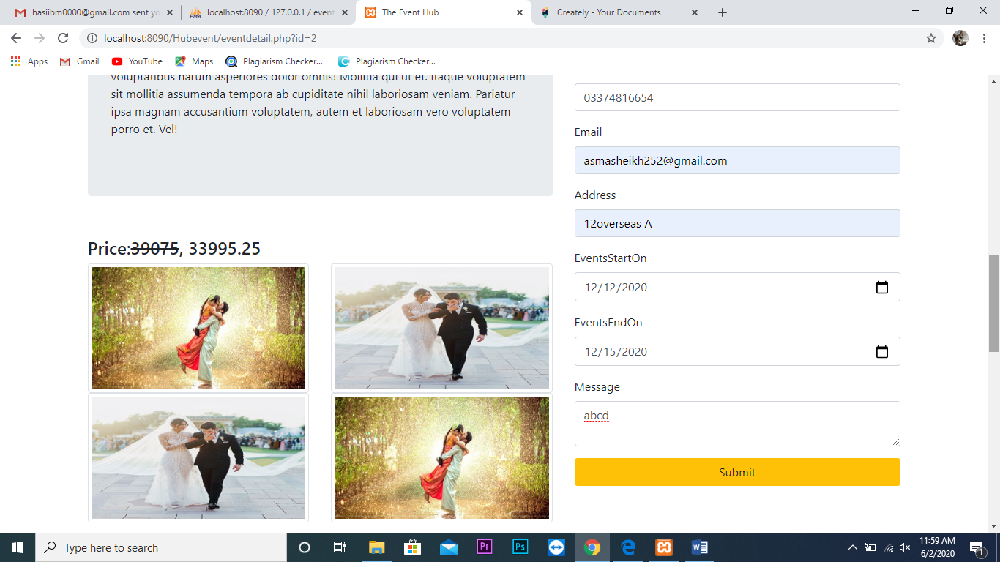 hasiibm0000@gmail.com sent yo
localhost:8090 / 127.0.0.1 / event
The Event Hub
Creately - Your Documents
localhost:8090/Hubevent/eventdetail.php?id=2
Apps
Gmail
YouTube
Maps
Plagiarism Checker...
Plagiarism Checker...
voluptatibus harum asperiores dolor omnis! Mollitia qui ut et. Itaque voluptatem
sit mollitia assumenda tempora ab cupiditate nihil laboriosam veniam. Pariatur
ipsa magnam accusantium voluptatem, autem et laboriosam vero voluptatem
porro et. Vel!
Price:39075, 33995.25
03374816654
Email
asmasheikh252@gmail.com
Address
12overseas A
EventsStartOn
12/12/2020
EventsEndOn
12/15/2020
Message
abcd
Submit
Type here to search
Pr
Ps
11:59 AM
6/2/2020
1